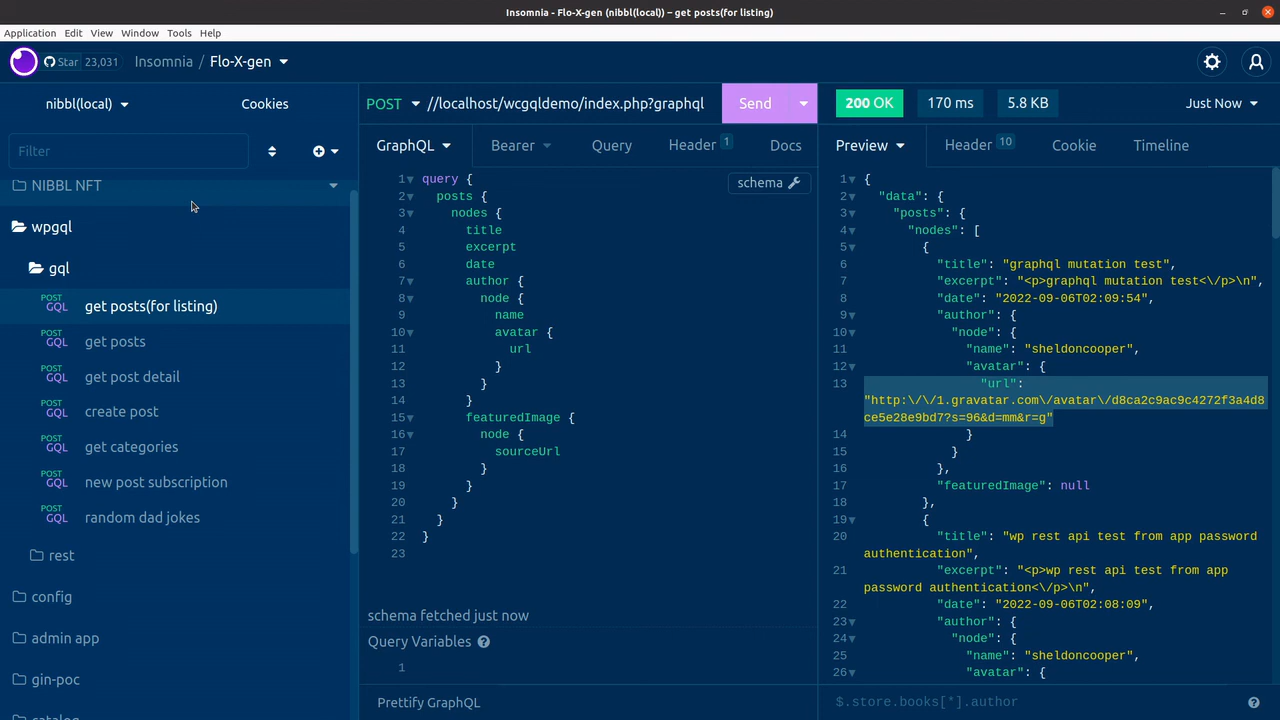 Insomnia - Flo-X-gen (nibbl(local)) – get posts(for listing)
Application Edit View Window Tools Help
Star 23,031 Insomnia / Flo-X-gen
nibbl(local) Cookies
Filter
NIBBL NFT
wpgql
gql
POST GQL get posts(for listing)
POST GQL get posts
POST GQL get post detail
POST GQL create post
POST GQL get categories
POST GQL new post subscription
POST GQL random dad jokes
rest
config
admin app
gin-poc
catalog
POST //localhost/wcgqldemo/index.php?graphql Send
GraphQL Bearer Query Header 1 Docs
schema
1 query {
2 posts {
3 nodes {
4 title
5 excerpt
6 date
7 author {
8 node {
9 name
10 avatar {
11 url
12 }
13 }
14 }
15 featuredImage {
16 node {
17 sourceUrl
18 }
19 }
20 }
21 }
22 }
23
schema fetched just now
Query Variables ?
1
Prettify GraphQL
200 OK 170 ms 5.8 KB Just Now
Preview Header 10 Cookie Timeline
1 {
2 "data": {
3 "posts": {
4 "nodes": [
5 {
6 "title": "graphql mutation test",
7 "excerpt": "<p>graphql mutation test<\/p>\n",
8 "date": "2022-09-06T02:09:54",
9 "author": {
10 "node": {
11 "name": "sheldoncooper",
12 "avatar": {
13 "url":
"http:\/\/1.gravatar.com\/avatar\/d8ca2c9ac9c4272f3a4d8
ce5e28e9bd7?s=96&d=mm&r=g"
14 }
15 }
16 },
17 "featuredImage": null
18 },
19 {
20 "title": "wp rest api test from app password
authentication",
21 "excerpt": "<p>wp rest api test from app
password authentication<\/p>\n",
22 "date": "2022-09-06T02:08:09",
23 "author": {
24 "node": {
25 "name": "sheldoncooper",
26 "avatar": {
$.store.books[*].author ?